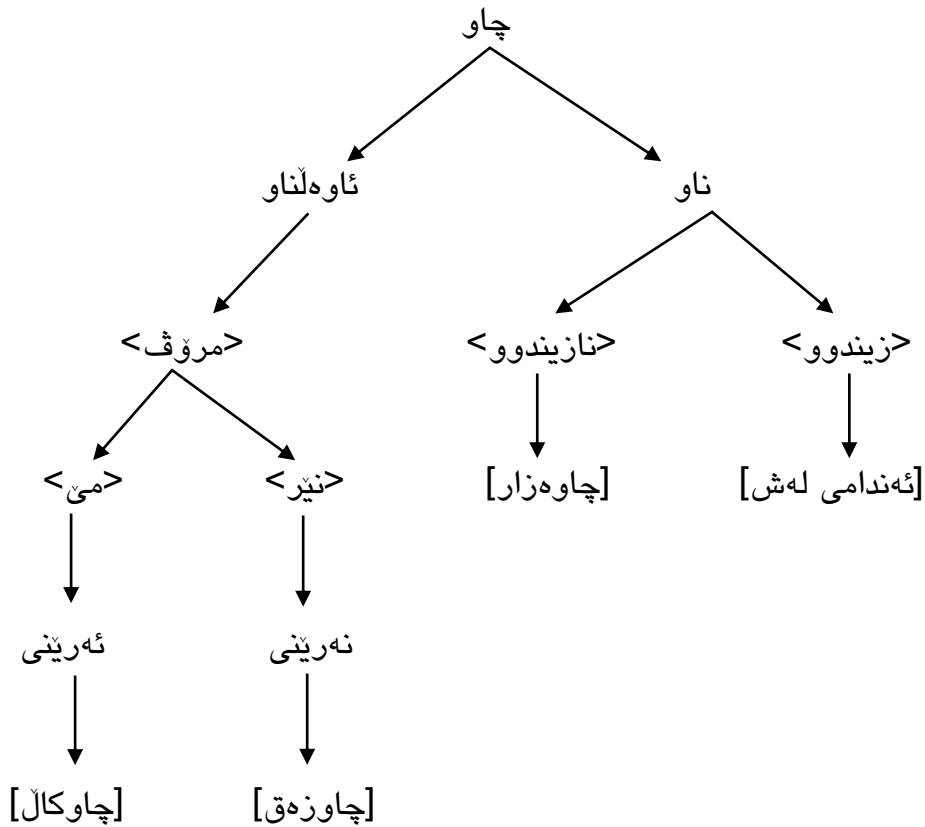 چاو
ناو
ئاوەڵناو
<زیندوو>
<نازیندوو>
<مرۆڤ>
[ئەندامی لەش]
[چاوەزار]
<نێر>
<مێ>
نەرێنی
ئەرێنی
[چاوزەق]
[چاوکاڵ]